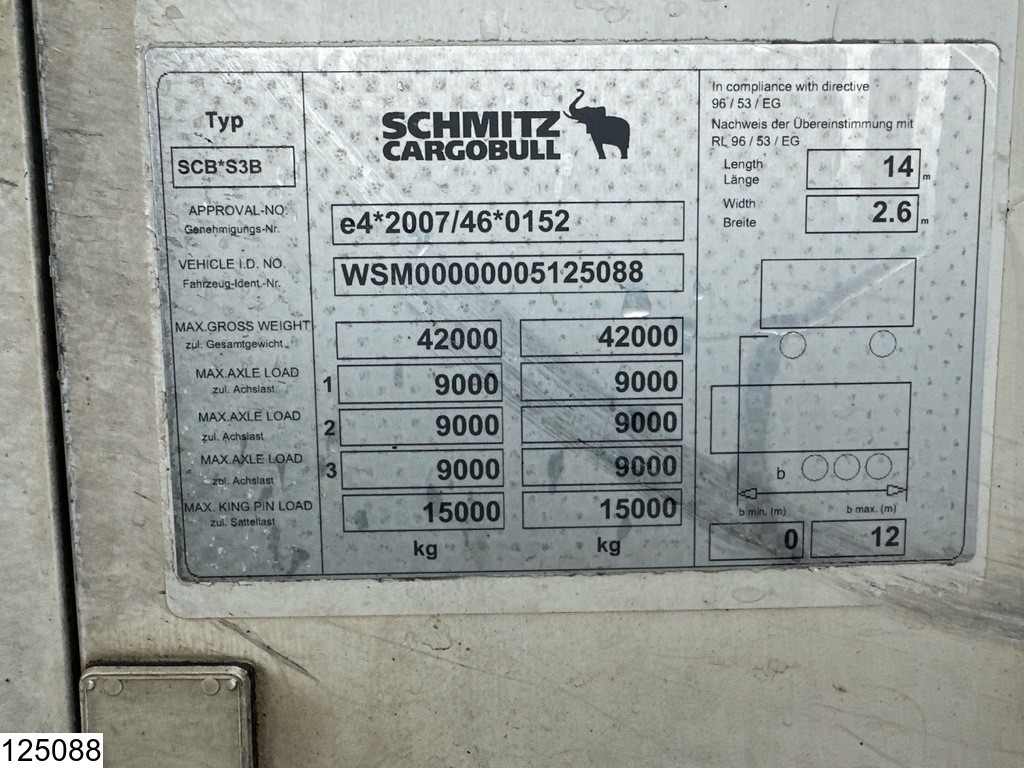 Typ
SCB*S3B
SCHMITZ
CARGOBULL
APPROVAL-NO.
Genehmigungs-Nr.
e4*2007/46*0152
VEHICLE I.D. NO.
Fahrzeug-Ident.-Nr.
WSM00000005125088
MAX.GROSS WEIGHT
zul. Gesamtgewicht
42000 42000
MAX.AXLE LOAD
zul. Achslast
1 9000 9000
MAX.AXLE LOAD
zul. Achslast
2 9000 9000
MAX.AXLE LOAD
zul. Achslast
3 9000 9000
MAX. KING PIN LOAD
zul. Sattellast
15000 15000
kg kg
In compliance with directive
96 / 53 / EG
Nachweis der Übereinstimmung mit
RL 96 / 53 / EG
Length
Länge
14 m
Width
Breite
2.6 m
b
b min. (m) b max. (m)
0 12
125088